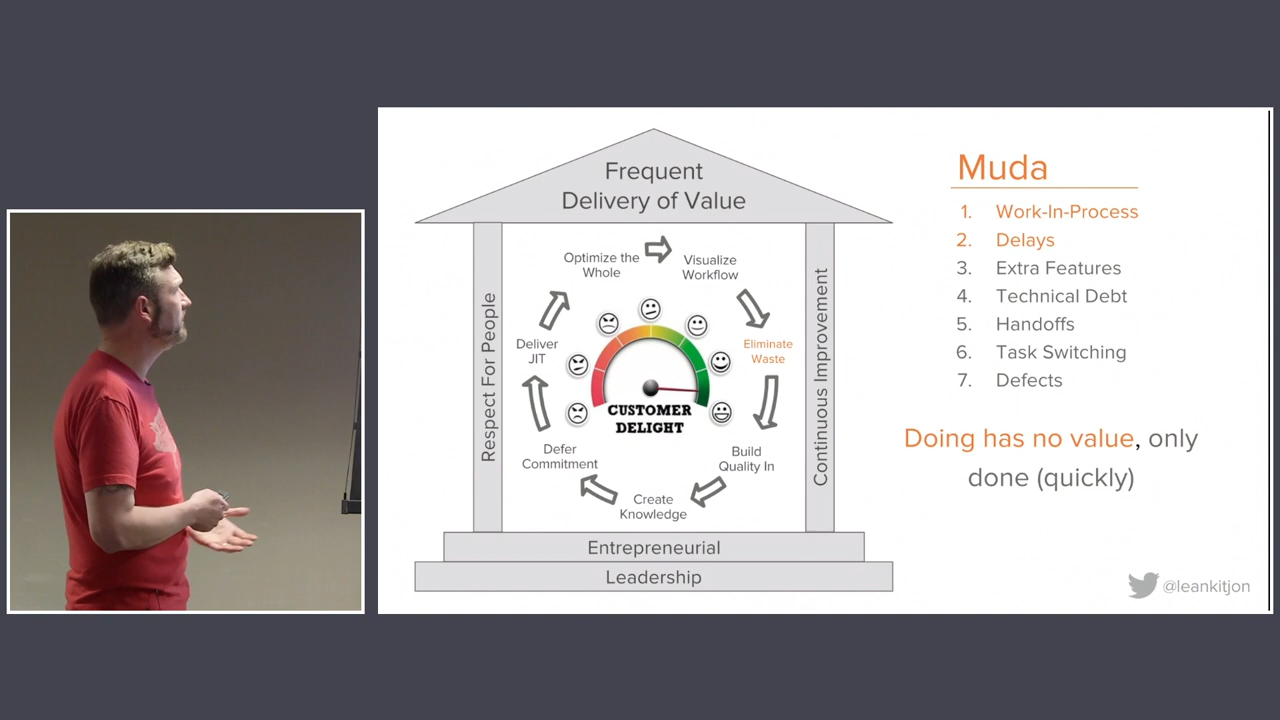 Frequent
Delivery of Value
Respect For People
Continuous Improvement
Optimize the
Whole
Visualize
Workflow
Eliminate
Waste
Build
Quality In
Create
Knowledge
Defer
Commitment
Deliver
JIT
CUSTOMER
DELIGHT
Entrepreneurial
Leadership
Muda
1. Work-In-Process
2. Delays
3. Extra Features
4. Technical Debt
5. Handoffs
6. Task Switching
7. Defects
Doing has no value, only
done (quickly)
@leankitjon